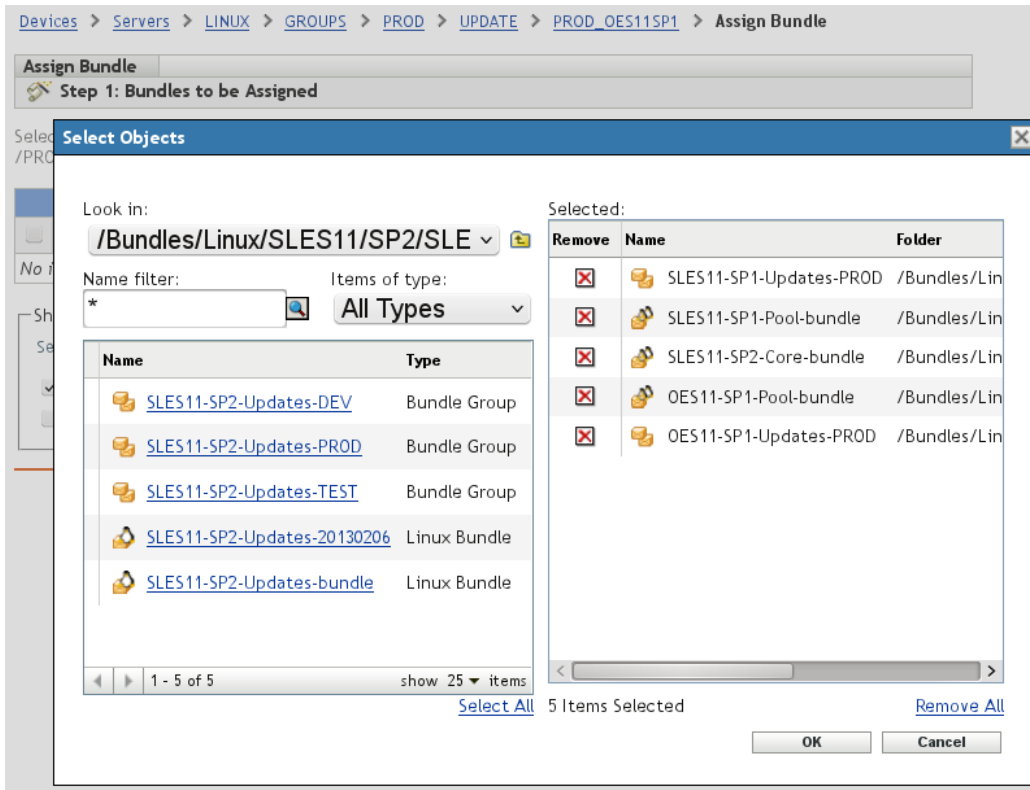 Devices > Servers > LINUX > GROUPS > PROD > UPDATE > PROD_OES11SP1 > Assign Bundle
Assign Bundle
Step 1: Bundles to be Assigned
Selec
/PRO
Select Objects
No i
Sh
Se
Look in:
/Bundles/Linux/SLES11/SP2/SLE
Name filter: Items of type:
* All Types
Name Type
SLES11-SP2-Updates-DEV Bundle Group
SLES11-SP2-Updates-PROD Bundle Group
SLES11-SP2-Updates-TEST Bundle Group
SLES11-SP2-Updates-20130206 Linux Bundle
SLES11-SP2-Updates-bundle Linux Bundle
1 - 5 of 5 show 25 items
Select All
Selected:
Remove Name Folder
SLES11-SP1-Updates-PROD /Bundles/Lin
SLES11-SP1-Pool-bundle /Bundles/Lin
SLES11-SP2-Core-bundle /Bundles/Lin
OES11-SP1-Pool-bundle /Bundles/Lin
OES11-SP1-Updates-PROD /Bundles/Lin
5 Items Selected Remove All
OK Cancel